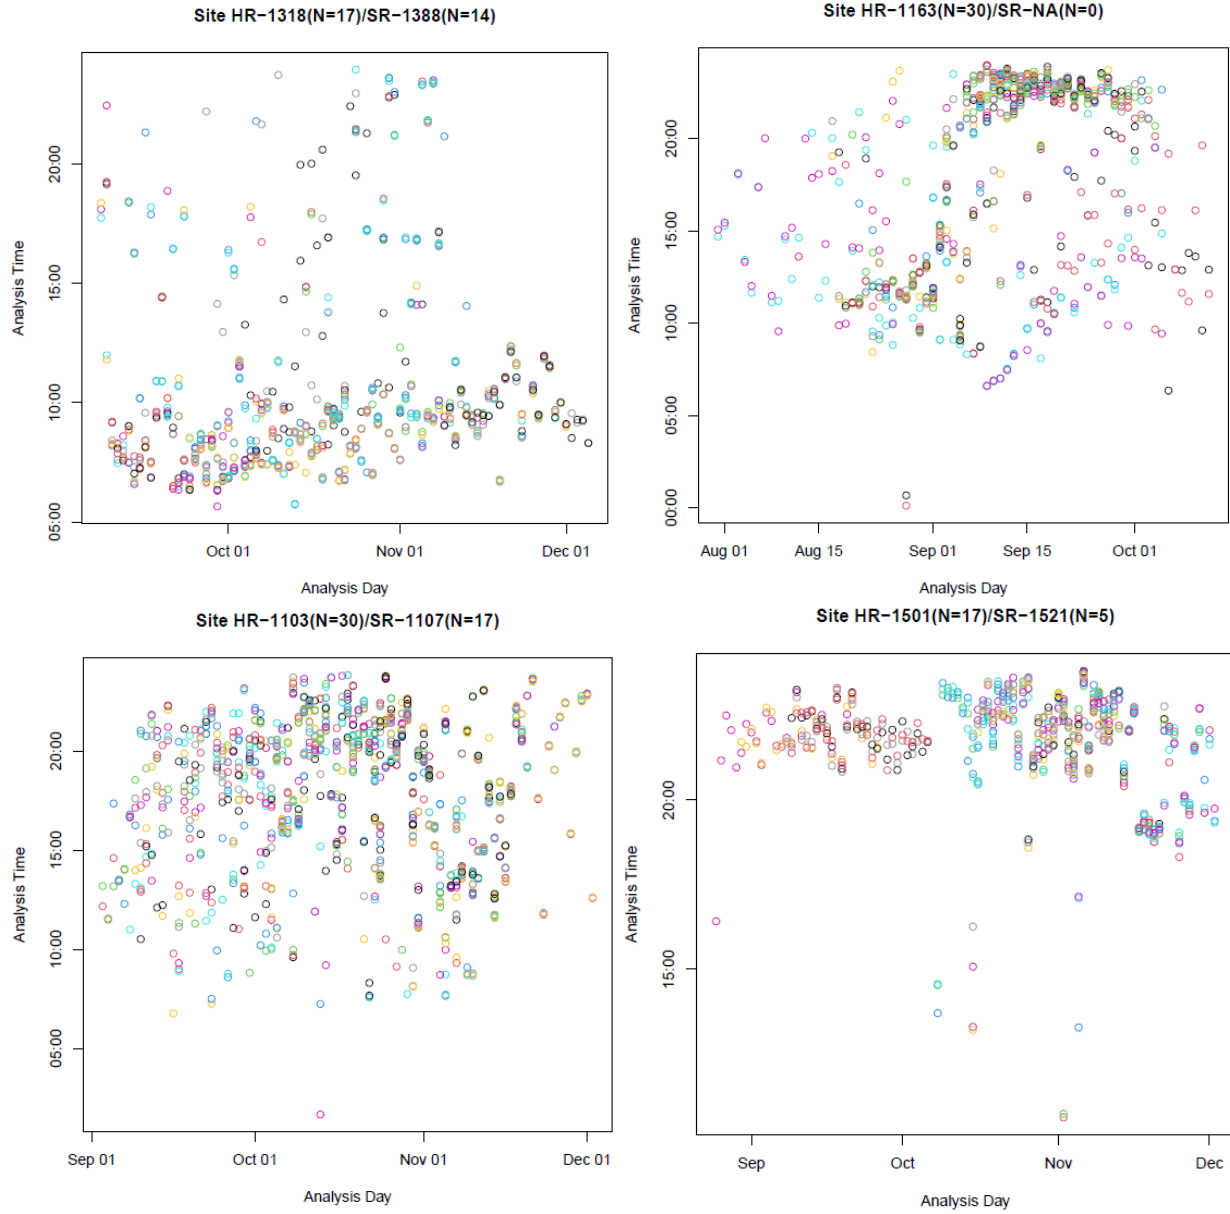 Site HR-1318(N=17)/SR-1388(N=14)
20:00
15:00
10:00
05:00
Analysis Time
Oct 01
Nov 01
Dec 01
Analysis Day
Site HR-1163(N=30)/SR-NA(N=0)
20:00
15:00
10:00
05:00
00:00
Analysis Time
Aug 01
Aug 15
Sep 01
Sep 15
Oct 01
Analysis Day
Site HR-1103(N=30)/SR-1107(N=17)
20:00
15:00
10:00
05:00
Analysis Time
Sep 01
Oct 01
Nov 01
Dec 01
Analysis Day
Site HR-1501(N=17)/SR-1521(N=5)
20:00
15:00
Analysis Time
Sep
Oct
Nov
Dec
Analysis Day